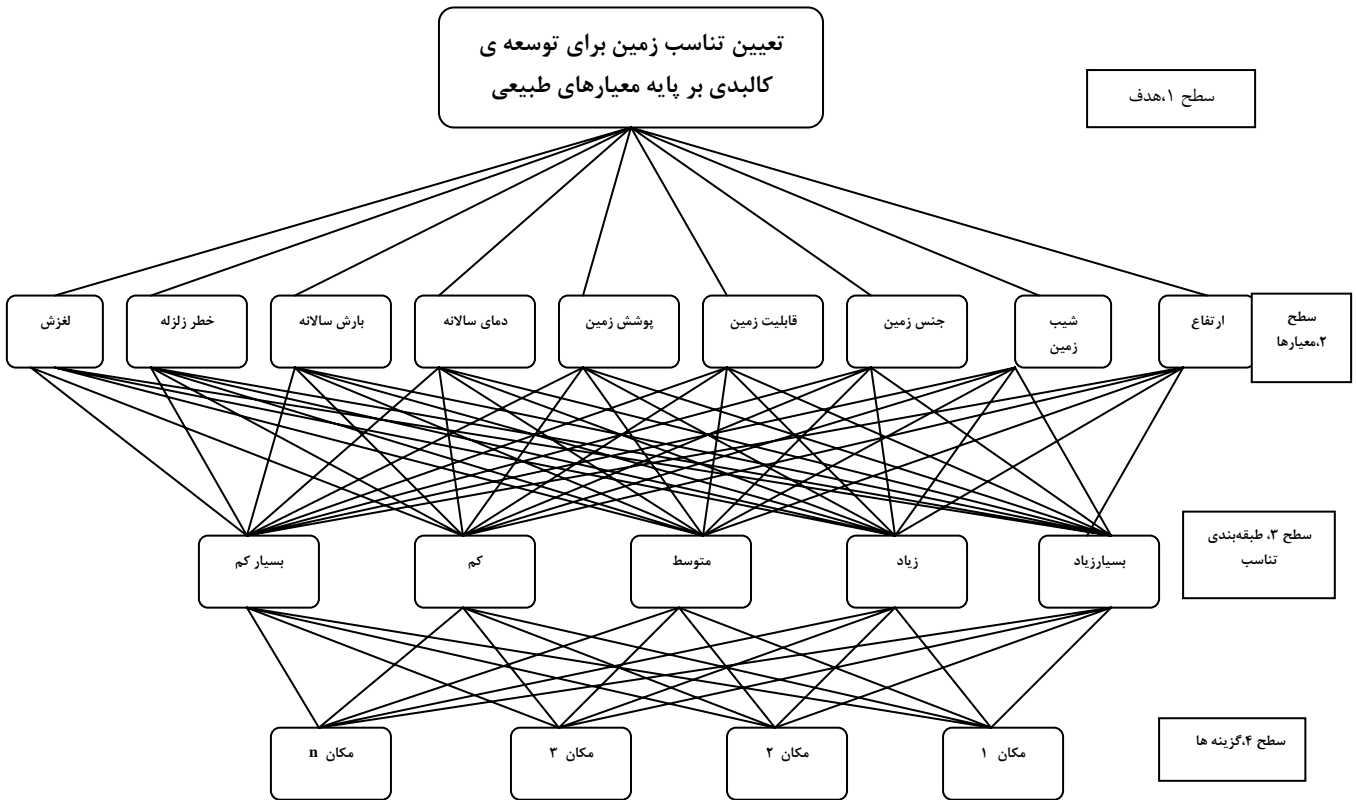 تعیین تناسب زمین برای توسعه ی
کالبدی بر پایه معیارهای طبیعی
سطح ۱،هدف
سطح
۲،معیارها
ارتفاع
شیب
زمین
جنس زمین
قابلیت زمین
پوشش زمین
دمای سالانه
بارش سالانه
خطر زلزله
لغزش
سطح ۳، طبقه‌بندی
تناسب
بسیارزیاد
زیاد
متوسط
کم
بسیار کم
سطح ۴،گزینه ها
مکان ۱
مکان ۲
مکان ۳
مکان n